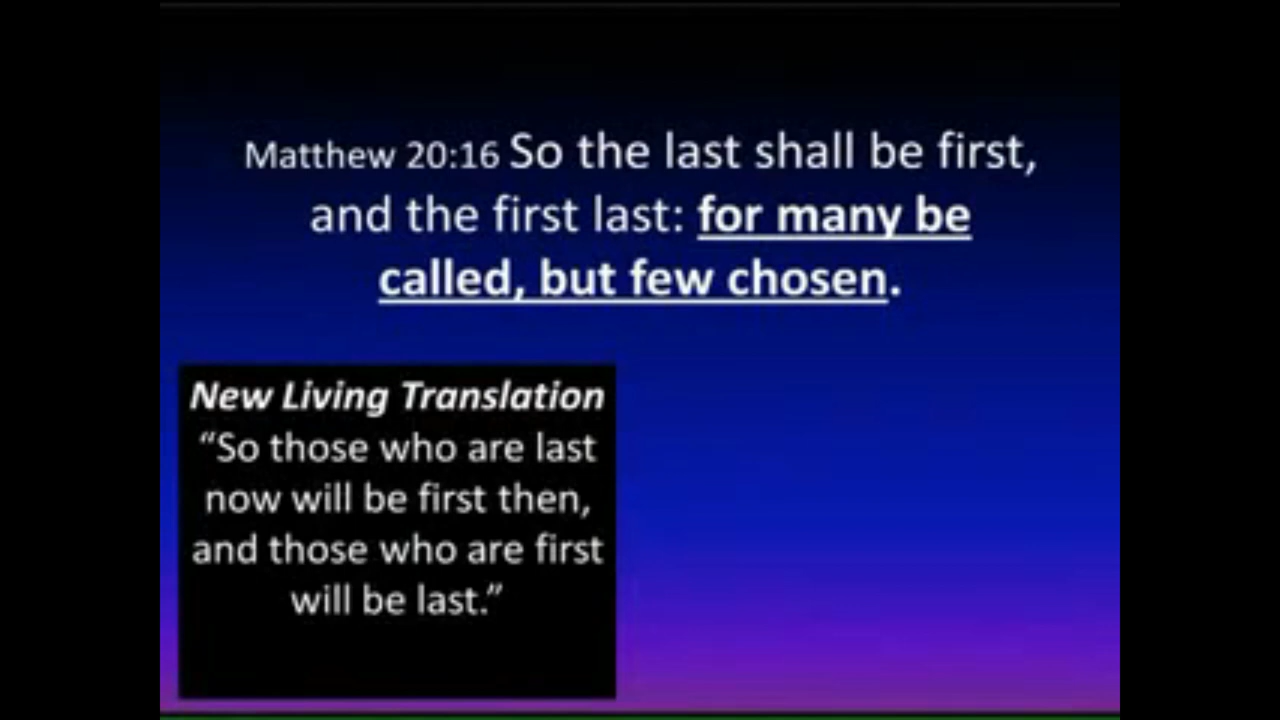 Matthew 20:16 So the last shall be first,
and the first last: for many be
called, but few chosen.
New Living Translation
“So those who are last
now will be first then,
and those who are first
will be last.”